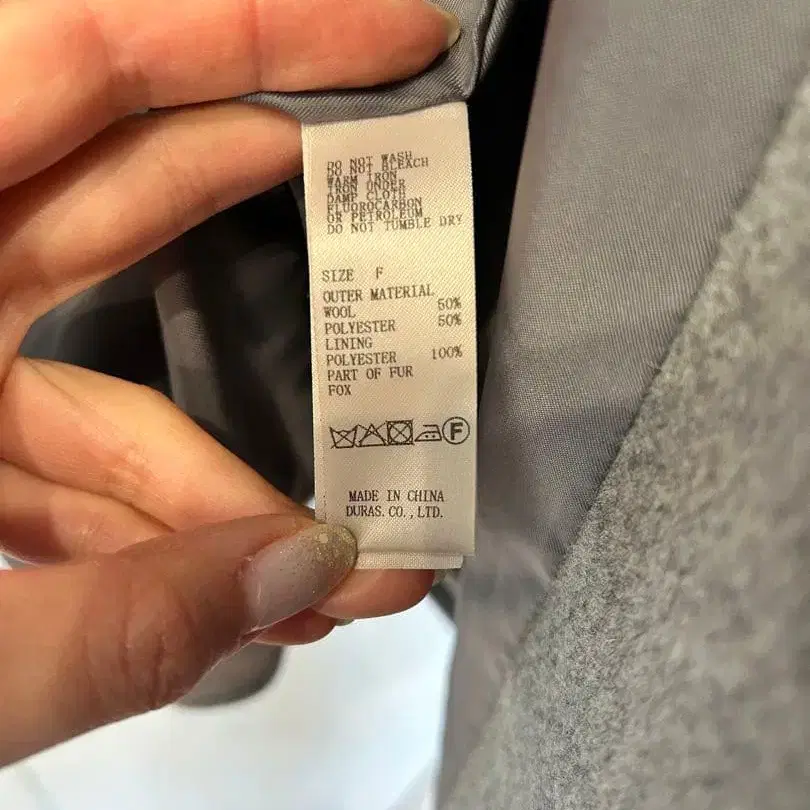 DO NOT WASH
DO NOT BLEACH
WARM IRON
IRON UNDER
DAMP CLOTH
FLUOROCARBON
OR PETROLEUM
DO NOT TUMBLE DRY
SIZE F
OUTER MATERIAL
WOOL 50%
POLYESTER 50%
LINING
POLYESTER 100%
PART OF FUR
FOX
F
MADE IN CHINA
DURAS.CO.,LTD.